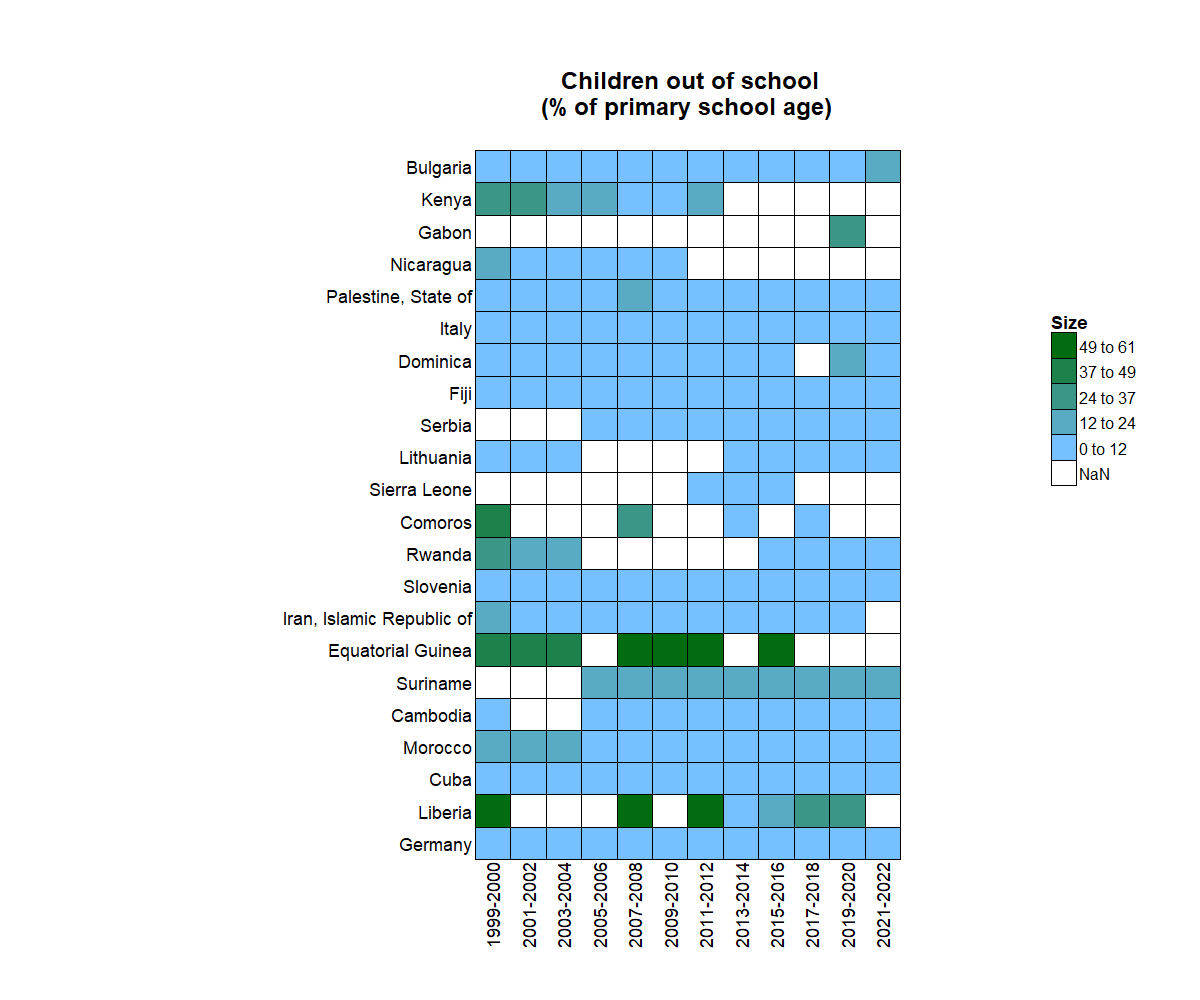 Children out of school
(% of primary school age)
Bulgaria
Kenya
Gabon
Nicaragua
Palestine, State of
Italy
Dominica
Fiji
Serbia
Lithuania
Sierra Leone
Comoros
Rwanda
Slovenia
Iran, Islamic Republic of
Equatorial Guinea
Suriname
Cambodia
Morocco
Cuba
Liberia
Germany
1999-2000
2001-2002
2003-2004
2005-2006
2007-2008
2009-2010
2011-2012
2013-2014
2015-2016
2017-2018
2019-2020
2021-2022
Size
49 to 61
37 to 49
24 to 37
12 to 24
0 to 12
NaN